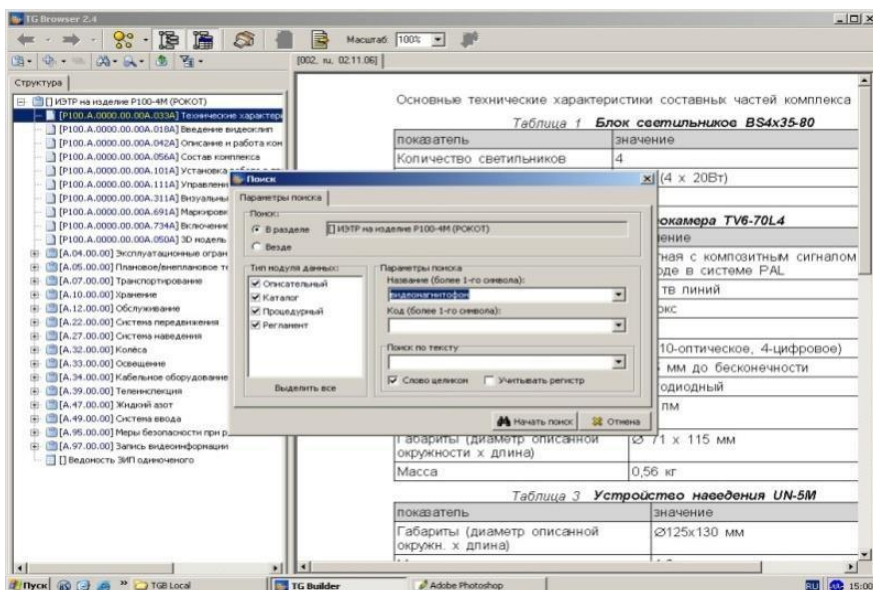 TG Browser 2.4
Масштаб: 100%
[002, ru, 02.11.06]
Структура
[] ИЭТР на изделие Р100-4М (РОКОТ)
[P100.A.0000.00.00A.033A] Технические характери
[P100.A.0000.00.00A.018A] Введение видеоклип
[P100.A.0000.00.00A.042A] Описание и работа ком
[P100.A.0000.00.00A.056A] Состав комплекса
[P100.A.0000.00.00A.101A] Установка
[P100.A.0000.00.00A.111A] Управлени
[P100.A.0000.00.00A.311A] Визуальны
[P100.A.0000.00.00A.691A] Маркировк
[P100.A.0000.00.00A.734A] Включение
[P100.A.0000.00.00A.050A] 3D модель
[A.04.00.00] Эксплуатационные огран
[A.05.00.00] Плановое/внеплановое те
[A.07.00.00] Транспортирование
[A.10.00.00] Хранение
[A.12.00.00] Обслуживание
[A.22.00.00] Система передвижения
[A.27.00.00] Система наведения
[A.32.00.00] Колёса
[A.33.00.00] Освещение
[A.34.00.00] Кабельное оборудование
[A.39.00.00] Телеинспекция
[A.47.00.00] Жидкий азот
[A.49.00.00] Система ввода
[A.95.00.00] Меры безопасности при р
[A.97.00.00] Запись видеоинформации
[] Ведомость ЗИП одиночного
Основные технические характеристики составных частей комплекса
Таблица 1 Блок светильников BS4x35-80
показатель значение
Количество светильников 4
(4 x 20Вт)
окамера TV6-70L4
ение
ная с композитным сигналом
оде в системе PAL
тв линий
окс
10-оптическое, 4-цифровое)
мм до бесконечности
одиодный
лм
Габариты (диаметр описанной окружности x длина) Ø 71 x 115 мм
Масса 0,56 кг
Таблица 3 Устройство наведения UN-5M
показатель значение
Габариты (диаметр описанной окружн. x длина) Ø125x130 мм
Поиск
Параметры поиска
Поиск:
В разделе [] ИЭТР на изделие Р100-4М (РОКОТ)
Везде
Тип модуля данных:
Описательный
Каталог
Процедурный
Регламент
Выделить все
Параметры поиска
Название (более 1-го символа):
видеомагнитофон
Код (более 1-го символа):
Поиск по тексту
Слово целиком Учитывать регистр
Начать поиск Отмена
Пуск » TGB Local TG Builder Adobe Photoshop RU 15:00